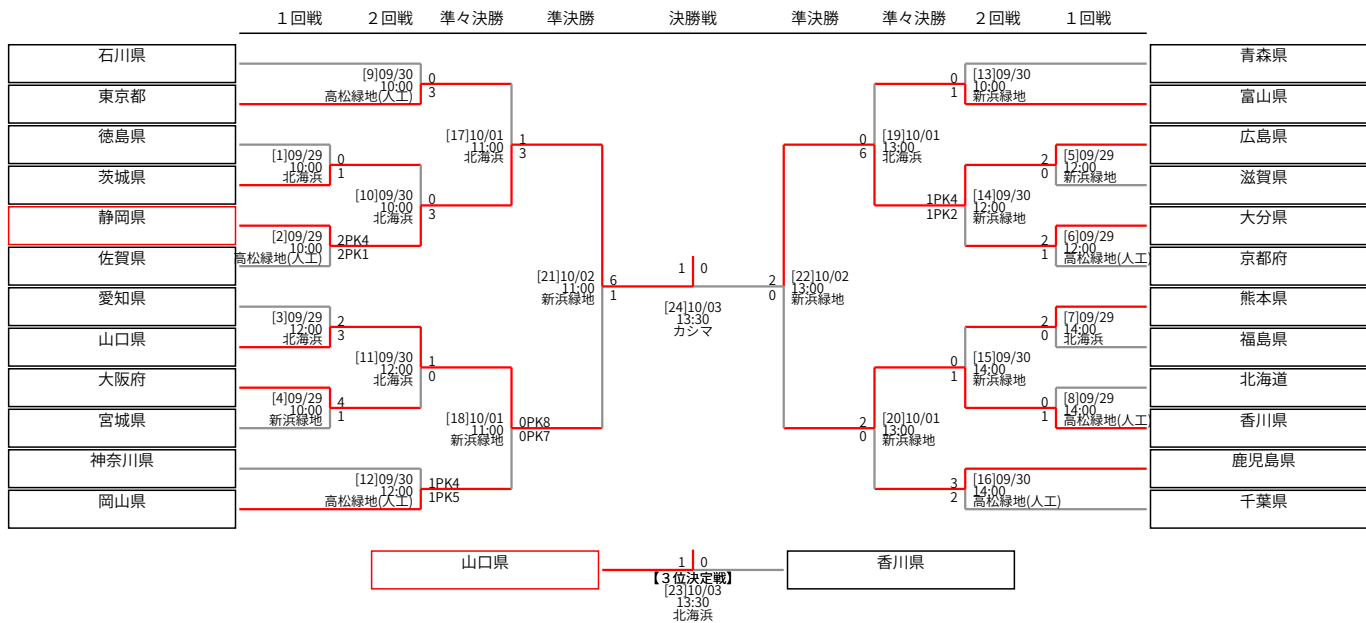 １回戦 ２回戦 準々決勝 準決勝 決勝戦 準決勝 準々決勝 ２回戦 １回戦
石川県
東京都
徳島県
茨城県
静岡県
佐賀県
愛知県
山口県
大阪府
宮城県
神奈川県
岡山県
[9]09/30
10:00
高松緑地(人工)
0
3
[1]09/29
10:00
北海浜
0
1
[10]09/30
10:00
北海浜
0
3
[2]09/29
10:00
高松緑地(人工)
2PK4
2PK1
[17]10/01
11:00
北海浜
1
3
[3]09/29
12:00
北海浜
2
3
[11]09/30
12:00
北海浜
1
0
[4]09/29
10:00
新浜緑地
4
1
[12]09/30
12:00
高松緑地(人工)
1PK4
1PK5
[18]10/01
11:00
新浜緑地
0PK8
0PK7
[21]10/02
11:00
新浜緑地
6
1
1 0
[24]10/03
13:30
カシマ
2
0
[22]10/02
13:00
新浜緑地
0
6
[19]10/01
13:00
北海浜
2
0
[20]10/01
13:00
新浜緑地
0
1
[13]09/30
10:00
新浜緑地
1PK4
1PK2
[14]09/30
12:00
新浜緑地
2
0
[5]09/29
12:00
新浜緑地
2
1
[6]09/29
12:00
高松緑地(人工)
0
1
[15]09/30
14:00
新浜緑地
2
0
[7]09/29
14:00
北海浜
0
1
[8]09/29
14:00
高松緑地(人工)
3
2
[16]09/30
14:00
高松緑地(人工)
青森県
富山県
広島県
滋賀県
大分県
京都府
熊本県
福島県
北海道
香川県
鹿児島県
千葉県
山口県
1 0
香川県
【３位決定戦】
[23]10/03
13:30
北海浜